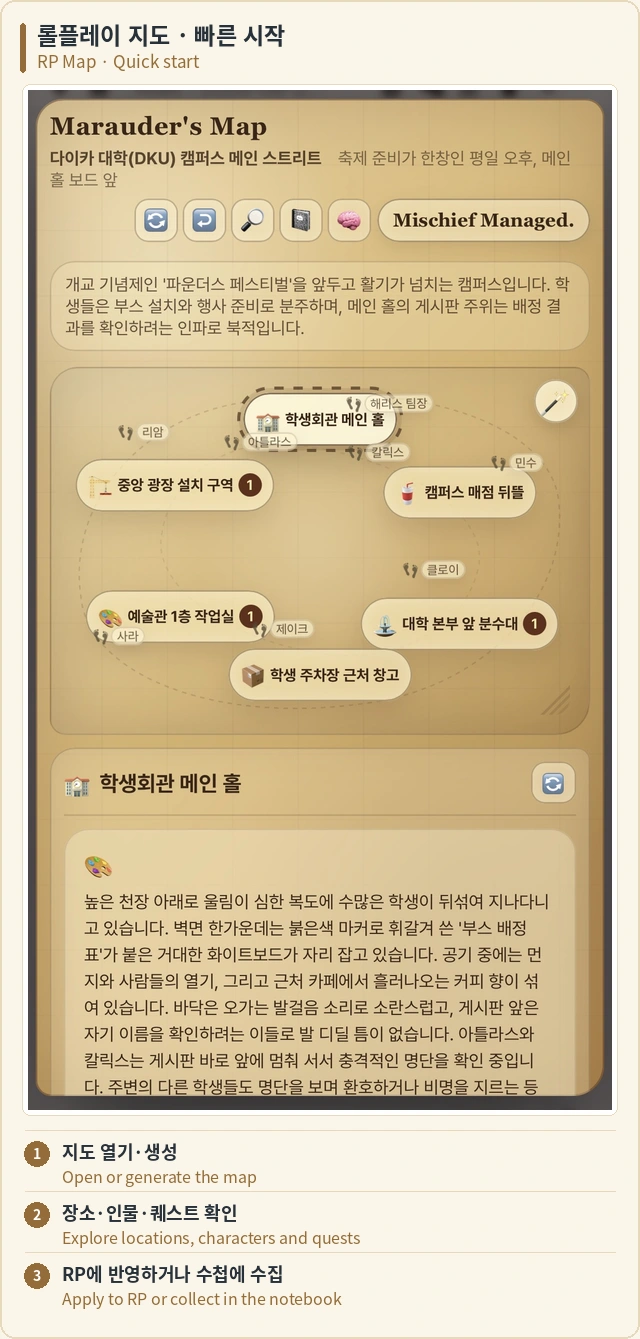 롤플레이 지도 · 빠른 시작
RP Map · Quick start
Marauder's Map
다이카 대학(DKU) 캠퍼스 메인 스트리트 축제 준비가 한창인 평일 오후, 메인
홀 보드 앞
Mischief Managed.
개교 기념제인 '파운더스 페스티벌'을 앞두고 활기가 넘치는 캠퍼스입니다. 학
생들은 부스 설치와 행사 준비로 분주하며, 메인 홀의 게시판 주위는 배정 결
과를 확인하려는 인파로 북적입니다.
해리스 팀장
학생회관 메인 홀
리암
아틀라스
칼릭스
민수
중앙 광장 설치 구역 1
캠퍼스 매점 뒤뜰
클로이
예술관 1층 작업실 1
사라
제이크
대학 본부 앞 분수대 1
학생 주차장 근처 창고
학생회관 메인 홀
높은 천장 아래로 울림이 심한 복도에 수많은 학생이 뒤섞여 지나다니
고 있습니다. 벽면 한가운데는 붉은색 마커로 휘갈겨 쓴 '부스 배정
표'가 붙은 거대한 화이트보드가 자리 잡고 있습니다. 공기 중에는 먼
지와 사람들의 열기, 그리고 근처 카페에서 흘러나오는 커피 향이 섞
여 있습니다. 바닥은 오가는 발걸음 소리로 소란스럽고, 게시판 앞은
자기 이름을 확인하려는 이들로 발 디딜 틈이 없습니다. 아틀라스와
칼릭스는 게시판 바로 앞에 멈춰 서서 충격적인 명단을 확인 중입니
다. 주변의 다른 학생들도 명단을 보며 환호하거나 비명을 지르는 등
1 지도 열기·생성
Open or generate the map
2 장소·인물·퀘스트 확인
Explore locations, characters and quests
3 RP에 반영하거나 수첩에 수집
Apply to RP or collect in the notebook